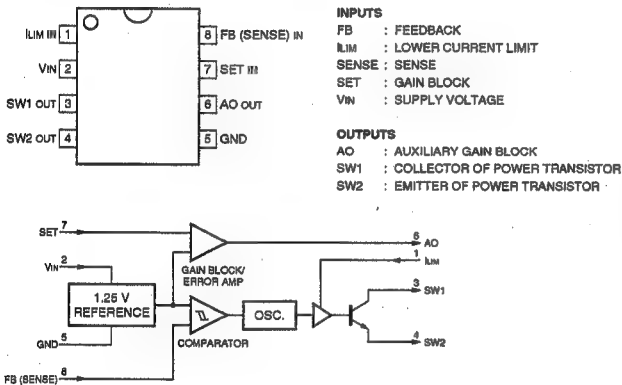 ILIM IN 1
8 FB (SENSE) IN
VIN 2
7 SET IN
SW1 OUT 3
6 AO OUT
SW2 OUT 4
5 GND
INPUTS
FB : FEEDBACK
ILIM : LOWER CURRENT LIMIT
SENSE : SENSE
SET : GAIN BLOCK
VIN : SUPPLY VOLTAGE
OUTPUTS
AO : AUXILIARY GAIN BLOCK
SW1 : COLLECTOR OF POWER TRANSISTOR
SW2 : EMITTER OF POWER TRANSISTOR
SET 7
6 AO
1 ILIM
VIN 2
GAIN BLOCK/
ERROR AMP
3 SW1
1.25 V
REFERENCE
OSC.
GND 5
COMPARATOR
4 SW2
FB (SENSE) 8